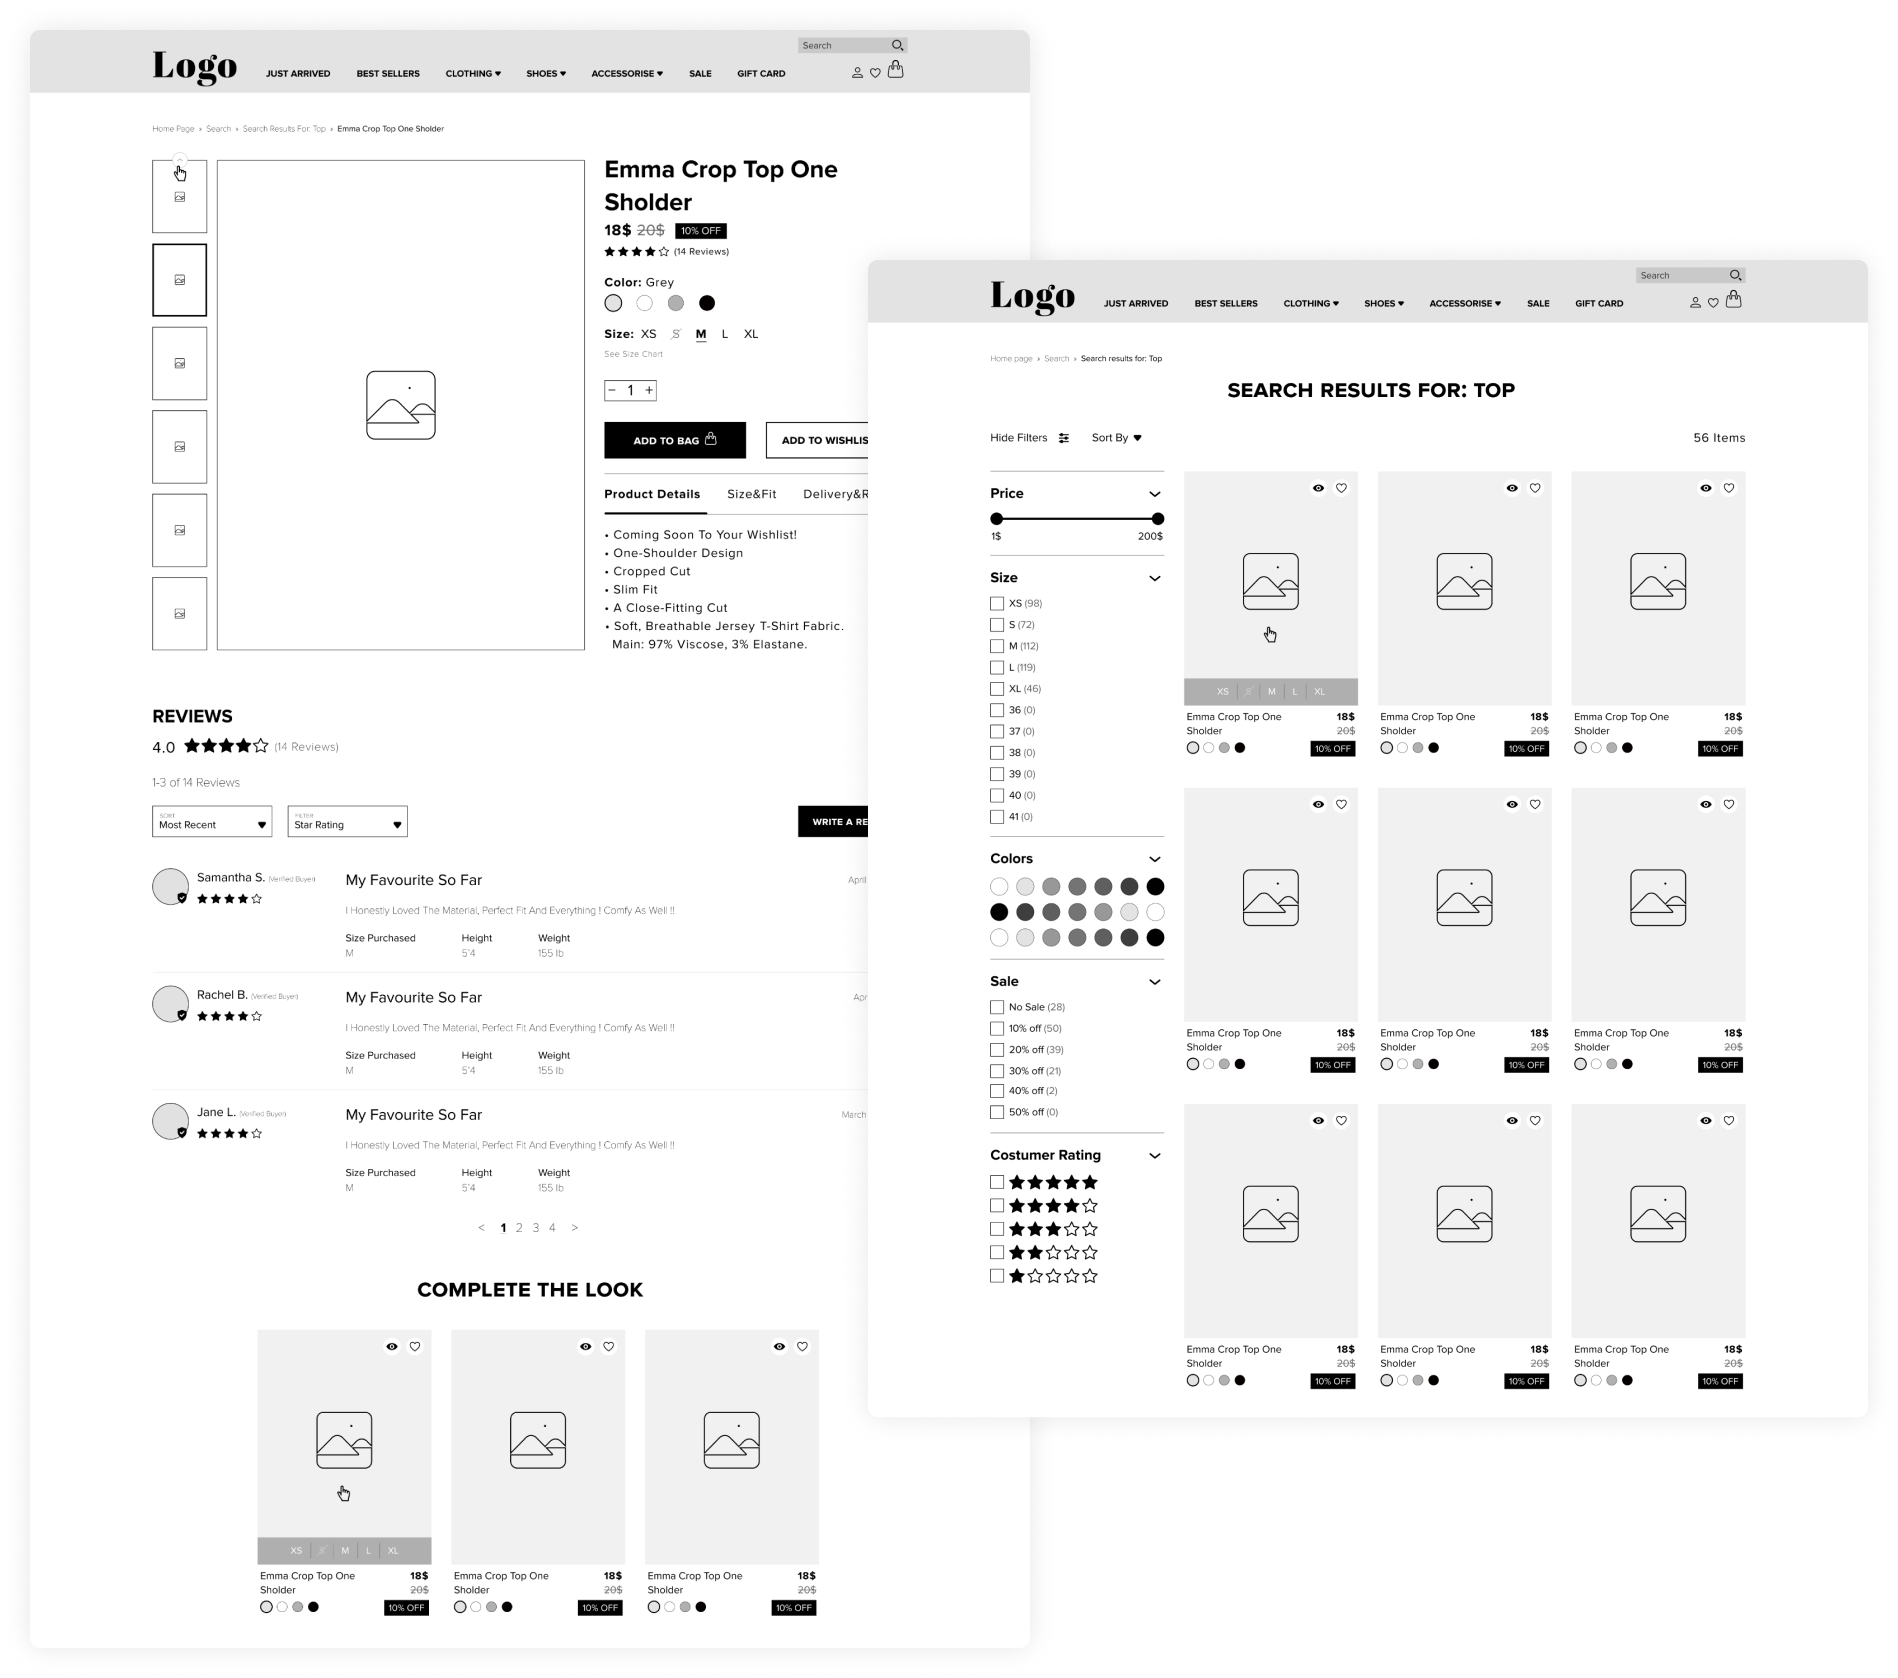 Search
Logo
JUST ARRIVED BEST SELLERS CLOTHING SHOES ACCESSORISE SALE GIFT CARD
Home Page › Search › Search Results For: Top › Emma Crop Top One Sholder
Emma Crop Top One
Sholder
18$ 20$ 10% OFF
(14 Reviews)
Color: Grey
Size: XS S M L XL
See Size Chart
− 1 +
ADD TO BAG ADD TO WISHLIS
Product Details Size&Fit Delivery&R
• Coming Soon To Your Wishlist!
• One-Shoulder Design
• Cropped Cut
• Slim Fit
• A Close-Fitting Cut
• Soft, Breathable Jersey T-Shirt Fabric.
Main: 97% Viscose, 3% Elastane.
REVIEWS
4.0 (14 Reviews)
1-3 of 14 Reviews
SORT
Most Recent
FILTER
Star Rating
WRITE A RE
Samantha S. (Verified Buyer)
My Favourite So Far
April
I Honestly Loved The Material, Perfect Fit And Everything ! Comfy As Well !!
Size Purchased Height Weight
M 5'4 155 lb
Rachel B. (Verified Buyer)
My Favourite So Far
Apr
I Honestly Loved The Material, Perfect Fit And Everything ! Comfy As Well !!
Size Purchased Height Weight
M 5'4 155 lb
Jane L. (Verified Buyer)
My Favourite So Far
March
I Honestly Loved The Material, Perfect Fit And Everything ! Comfy As Well !!
Size Purchased Height Weight
M 5'4 155 lb
< 1 2 3 4 >
COMPLETE THE LOOK
XS S M L XL
Emma Crop Top One 18$ Emma Crop Top One 18$ Emma Crop Top One 18$
Sholder 20$ Sholder 20$ Sholder 20$
10% OFF 10% OFF 10% OFF
Search
Logo
JUST ARRIVED BEST SELLERS CLOTHING SHOES ACCESSORISE SALE GIFT CARD
Home page › Search › Search results for: Top
SEARCH RESULTS FOR: TOP
Hide Filters Sort By 56 Items
Price
1$ 200$
Size
XS (98)
S (72)
M (112)
L (119)
XL (46)
36 (0)
37 (0)
38 (0)
39 (0)
40 (0)
41 (0)
Colors
Sale
No Sale (28)
10% off (50)
20% off (39)
30% off (21)
40% off (2)
50% off (0)
Costumer Rating
XS S M L XL
Emma Crop Top One 18$ Emma Crop Top One 18$ Emma Crop Top One 18$
Sholder 20$ Sholder 20$ Sholder 20$
10% OFF 10% OFF 10% OFF
Emma Crop Top One 18$ Emma Crop Top One 18$ Emma Crop Top One 18$
Sholder 20$ Sholder 20$ Sholder 20$
10% OFF 10% OFF 10% OFF
Emma Crop Top One 18$ Emma Crop Top One 18$ Emma Crop Top One 18$
Sholder 20$ Sholder 20$ Sholder 20$
10% OFF 10% OFF 10% OFF